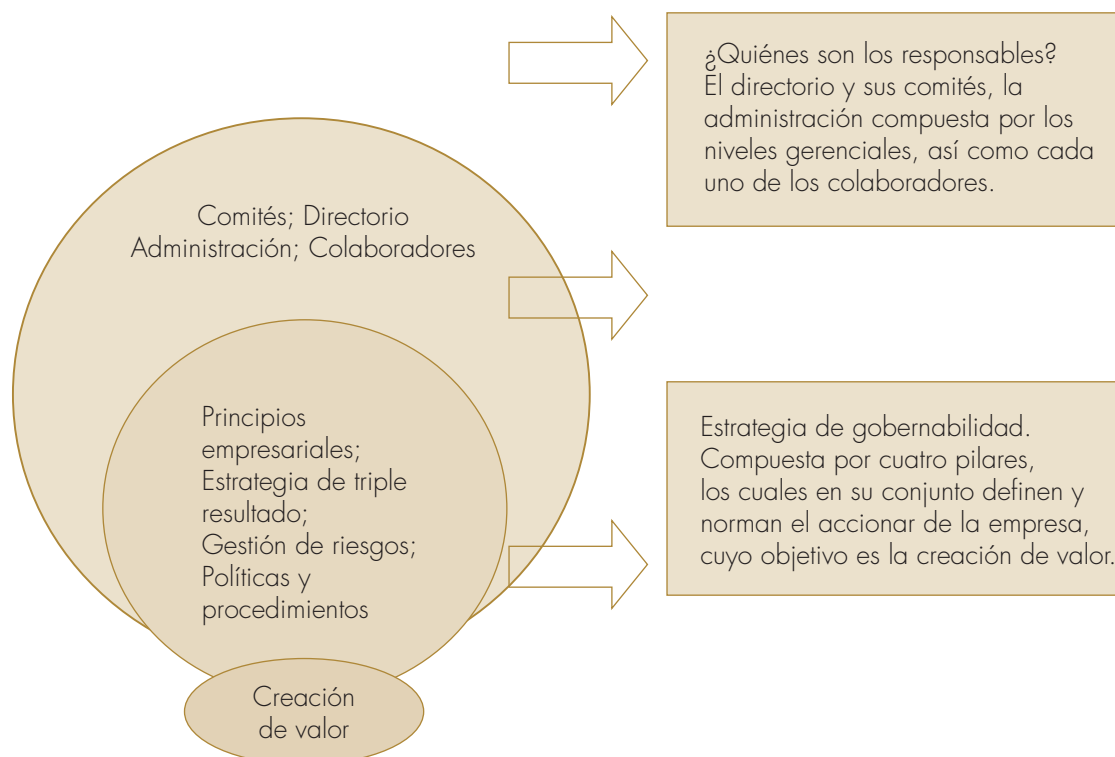 ¿Quiénes son los responsables?
El directorio y sus comités, la
administración compuesta por los
niveles gerenciales, así como cada
uno de los colaboradores.
Comités; Directorio
Administración; Colaboradores
Principios
empresariales;
Estrategia de triple
resultado;
Gestión de riesgos;
Políticas y
procedimientos
Estrategia de gobernabilidad.
Compuesta por cuatro pilares,
los cuales en su conjunto definen y
norman el accionar de la empresa,
cuyo objetivo es la creación de valor.
Creación
de valor